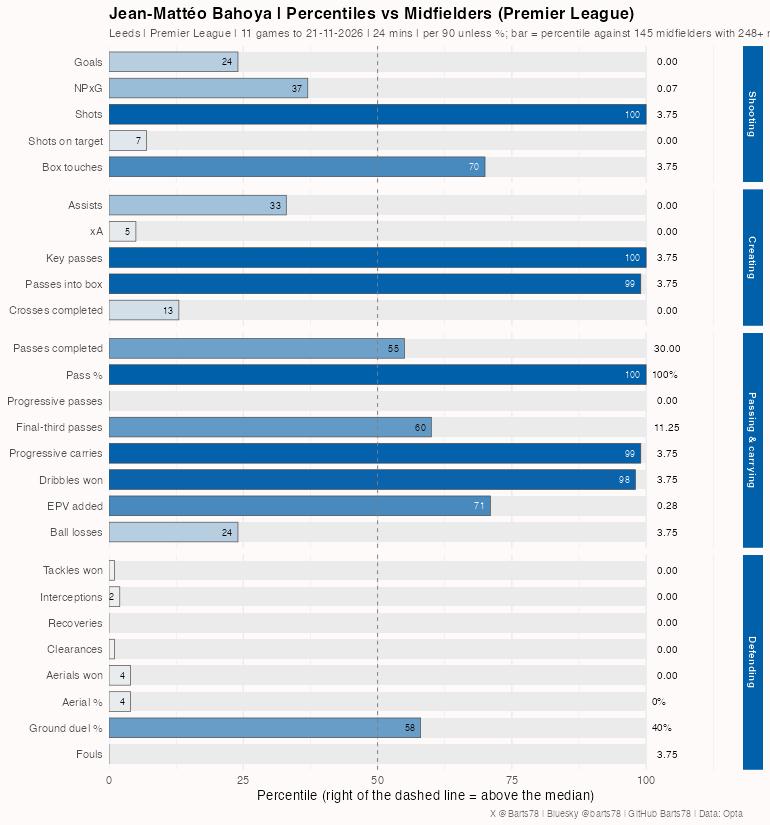 Jean-Mattéo Bahoya | Percentiles vs Midfielders (Premier League)
Leeds | Premier League | 11 games to 21-11-2026 | 24 mins | per 90 unless %; bar = percentile against 145 midfielders with 248+
Goals 24 0.00
NPxG 37 0.07
Shots 100 3.75
Shots on target 7 0.00
Box touches 70 3.75
Shooting
Assists 33 0.00
xA 5 0.00
Key passes 100 3.75
Passes into box 99 3.75
Crosses completed 13 0.00
Creating
Passes completed 55 30.00
Pass % 100 100%
Progressive passes 0.00
Final-third passes 60 11.25
Progressive carries 99 3.75
Dribbles won 98 3.75
EPV added 71 0.28
Ball losses 24 3.75
Passing & carrying
Tackles won 0.00
Interceptions 2 0.00
Recoveries 0.00
Clearances 0.00
Aerials won 4 0.00
Aerial % 4 0%
Ground duel % 58 40%
Fouls 3.75
Defending
0 25 50 75 100
Percentile (right of the dashed line = above the median)
X @Barts78 | Bluesky @barts78 | GitHub Barts78 | Data: Opta